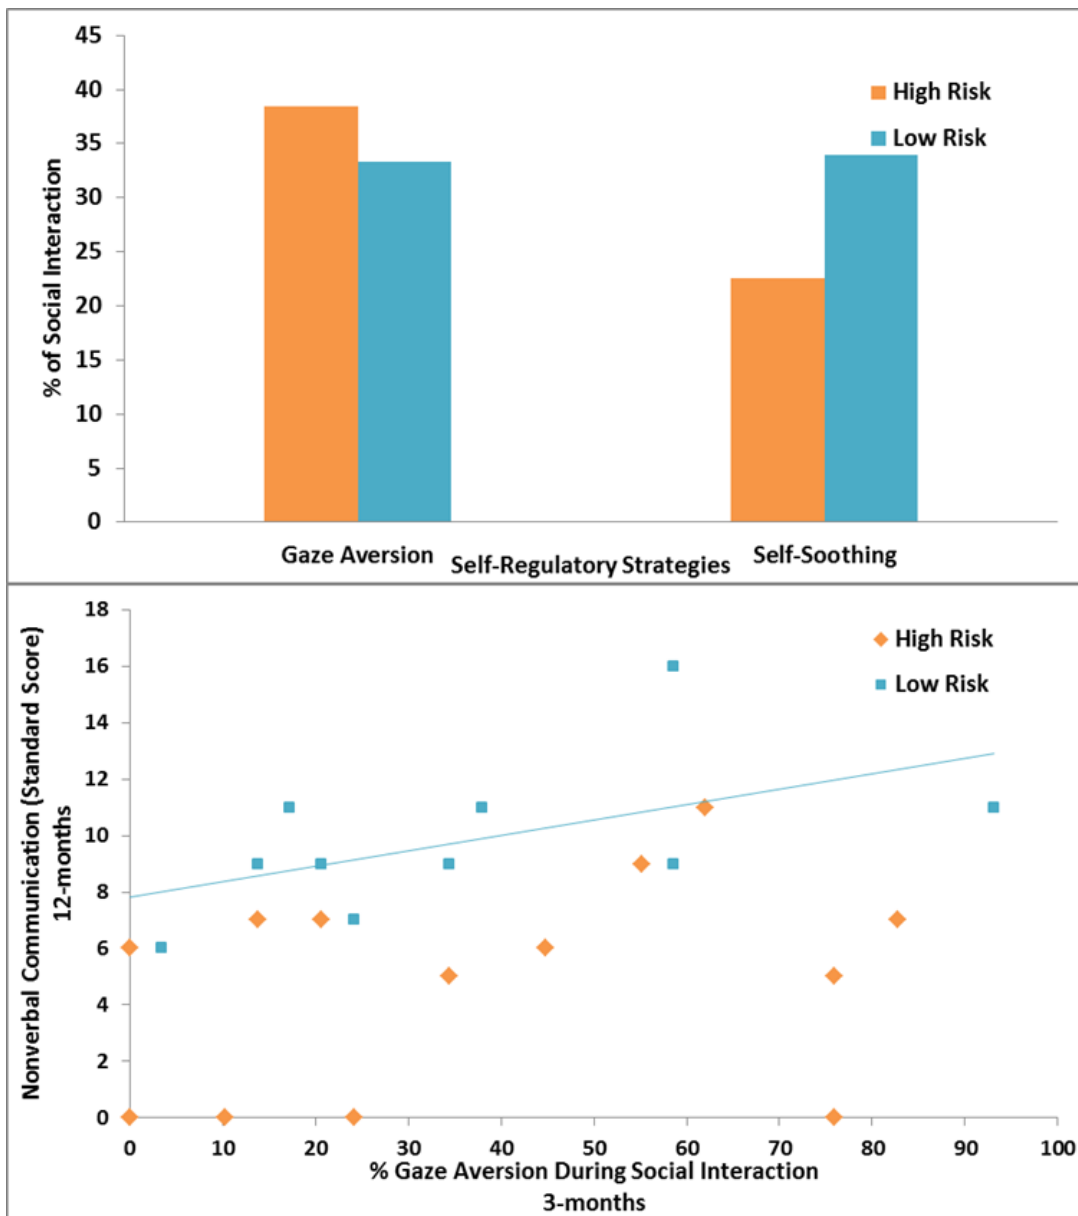 % of Social Interaction
45
40
35
30
25
20
15
10
5
0
High Risk
Low Risk
Gaze Aversion
Self-Soothing
Self-Regulatory Strategies
Nonverbal Communication (Standard Score)
12-months
18
16
14
12
10
8
6
4
2
0
High Risk
Low Risk
0 10 20 30 40 50 60 70 80 90 100
% Gaze Aversion During Social Interaction
3-months